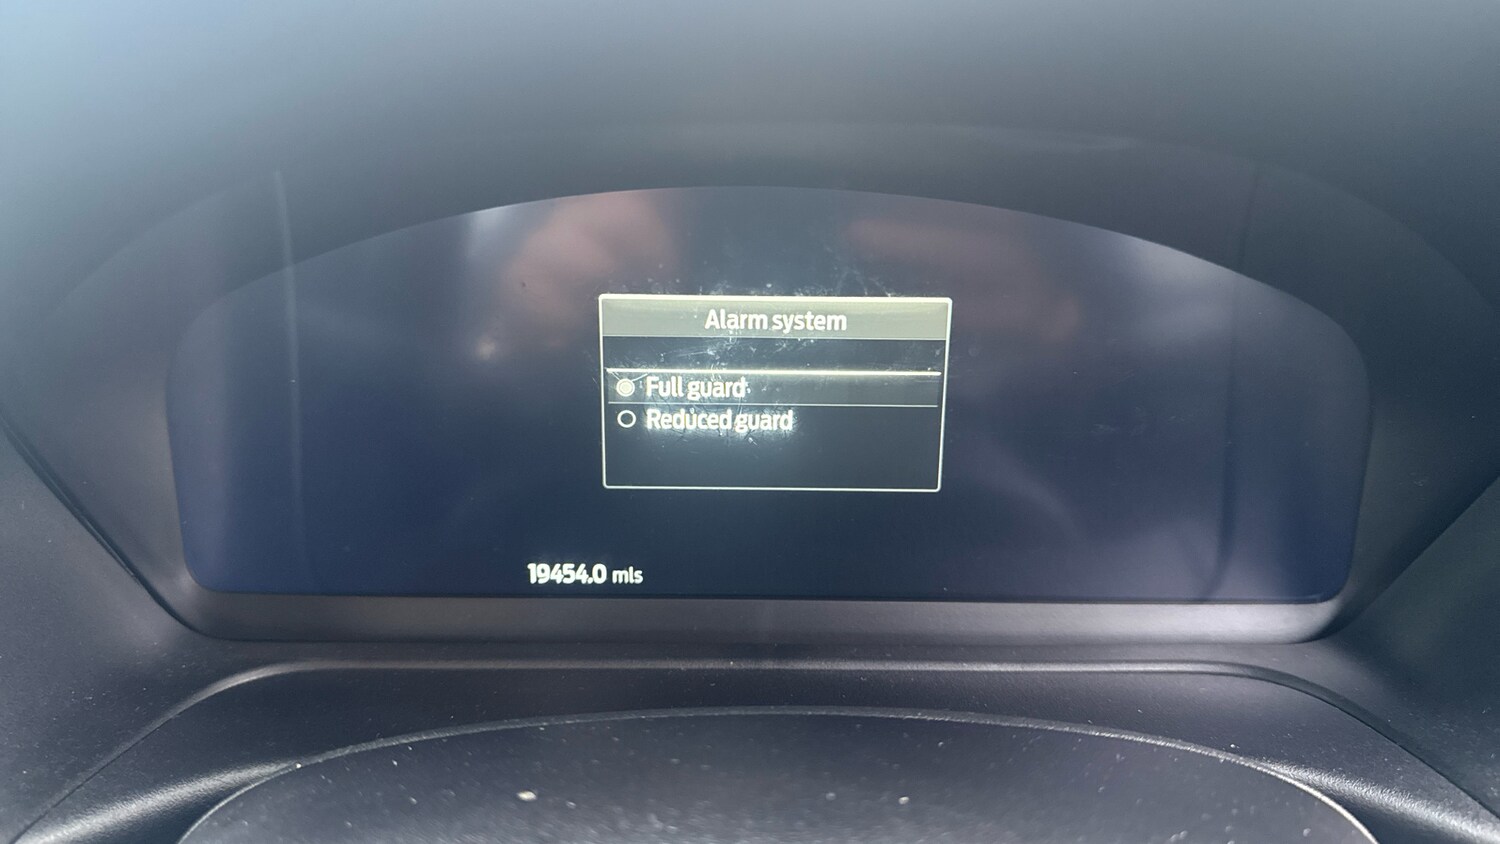 Alarm system
Full guard
Reduced guard
19454.0 mls